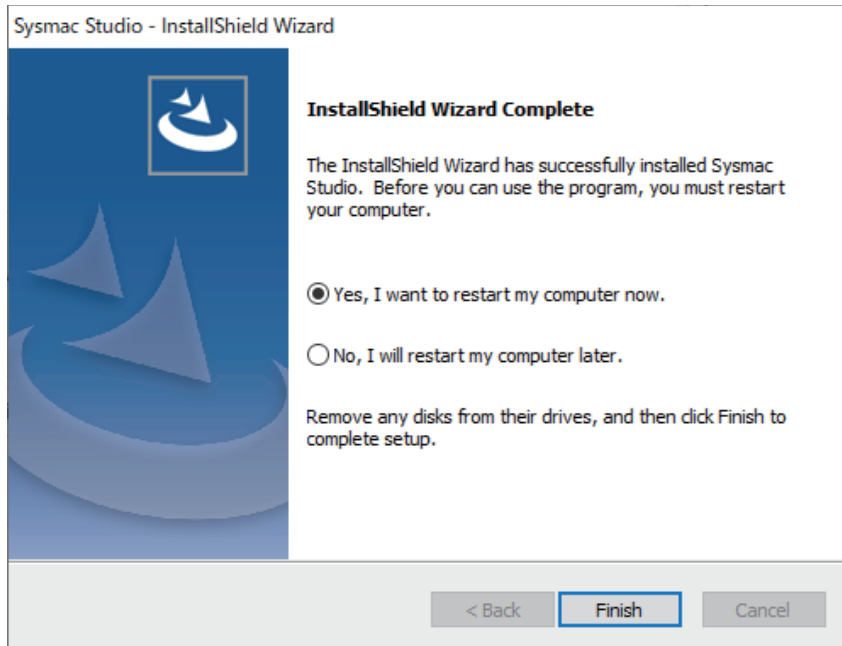 Sysmac Studio - InstallShield Wizard
InstallShield Wizard Complete
The InstallShield Wizard has successfully installed Sysmac
Studio. Before you can use the program, you must restart
your computer.
Yes, I want to restart my computer now.
No, I will restart my computer later.
Remove any disks from their drives, and then click Finish to
complete setup.
< Back
Finish
Cancel